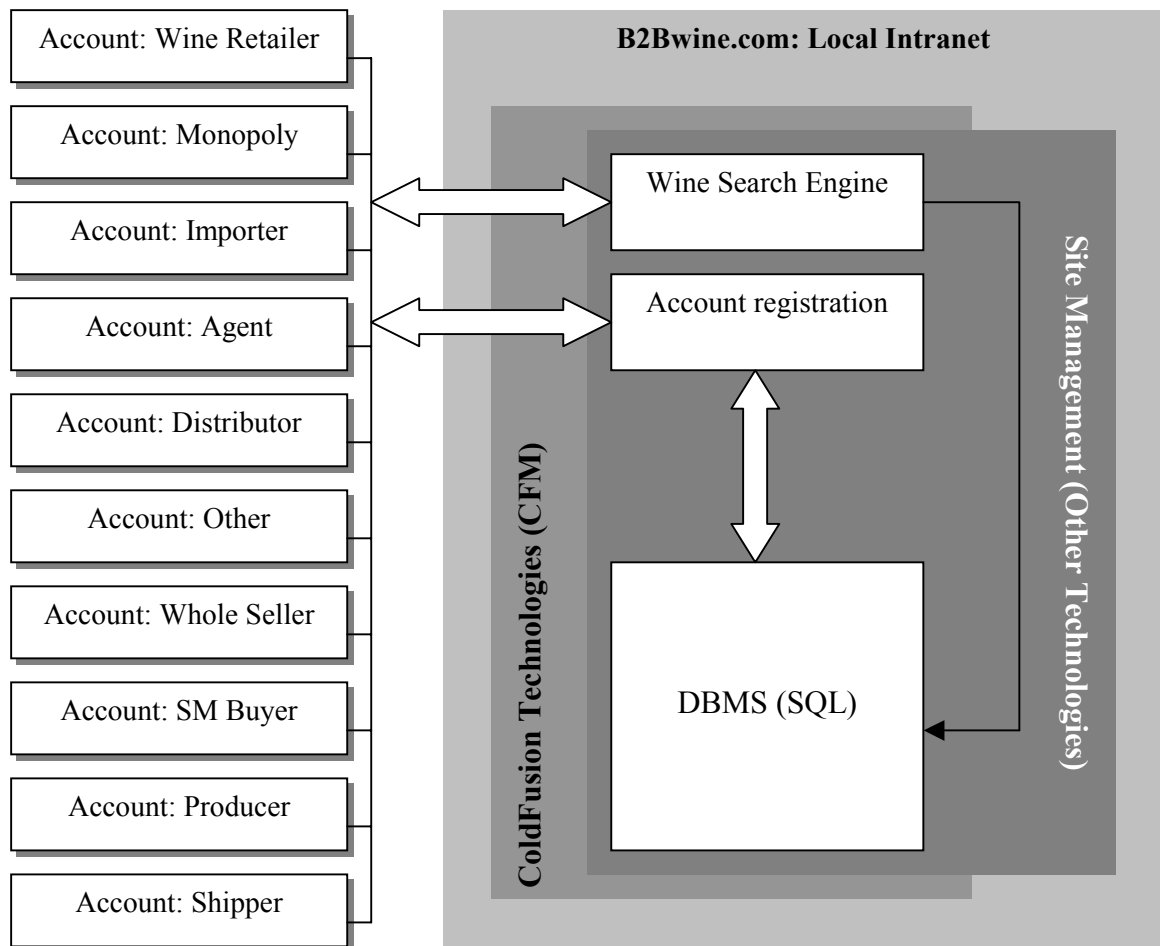 Account: Wine Retailer
Account: Monopoly
Account: Importer
Account: Agent
Account: Distributor
Account: Other
Account: Whole Seller
Account: SM Buyer
Account: Producer
Account: Shipper
B2Bwine.com: Local Intranet
ColdFusion Technologies (CFM)
Wine Search Engine
Account registration
DBMS (SQL)
Site Management (Other Technologies)